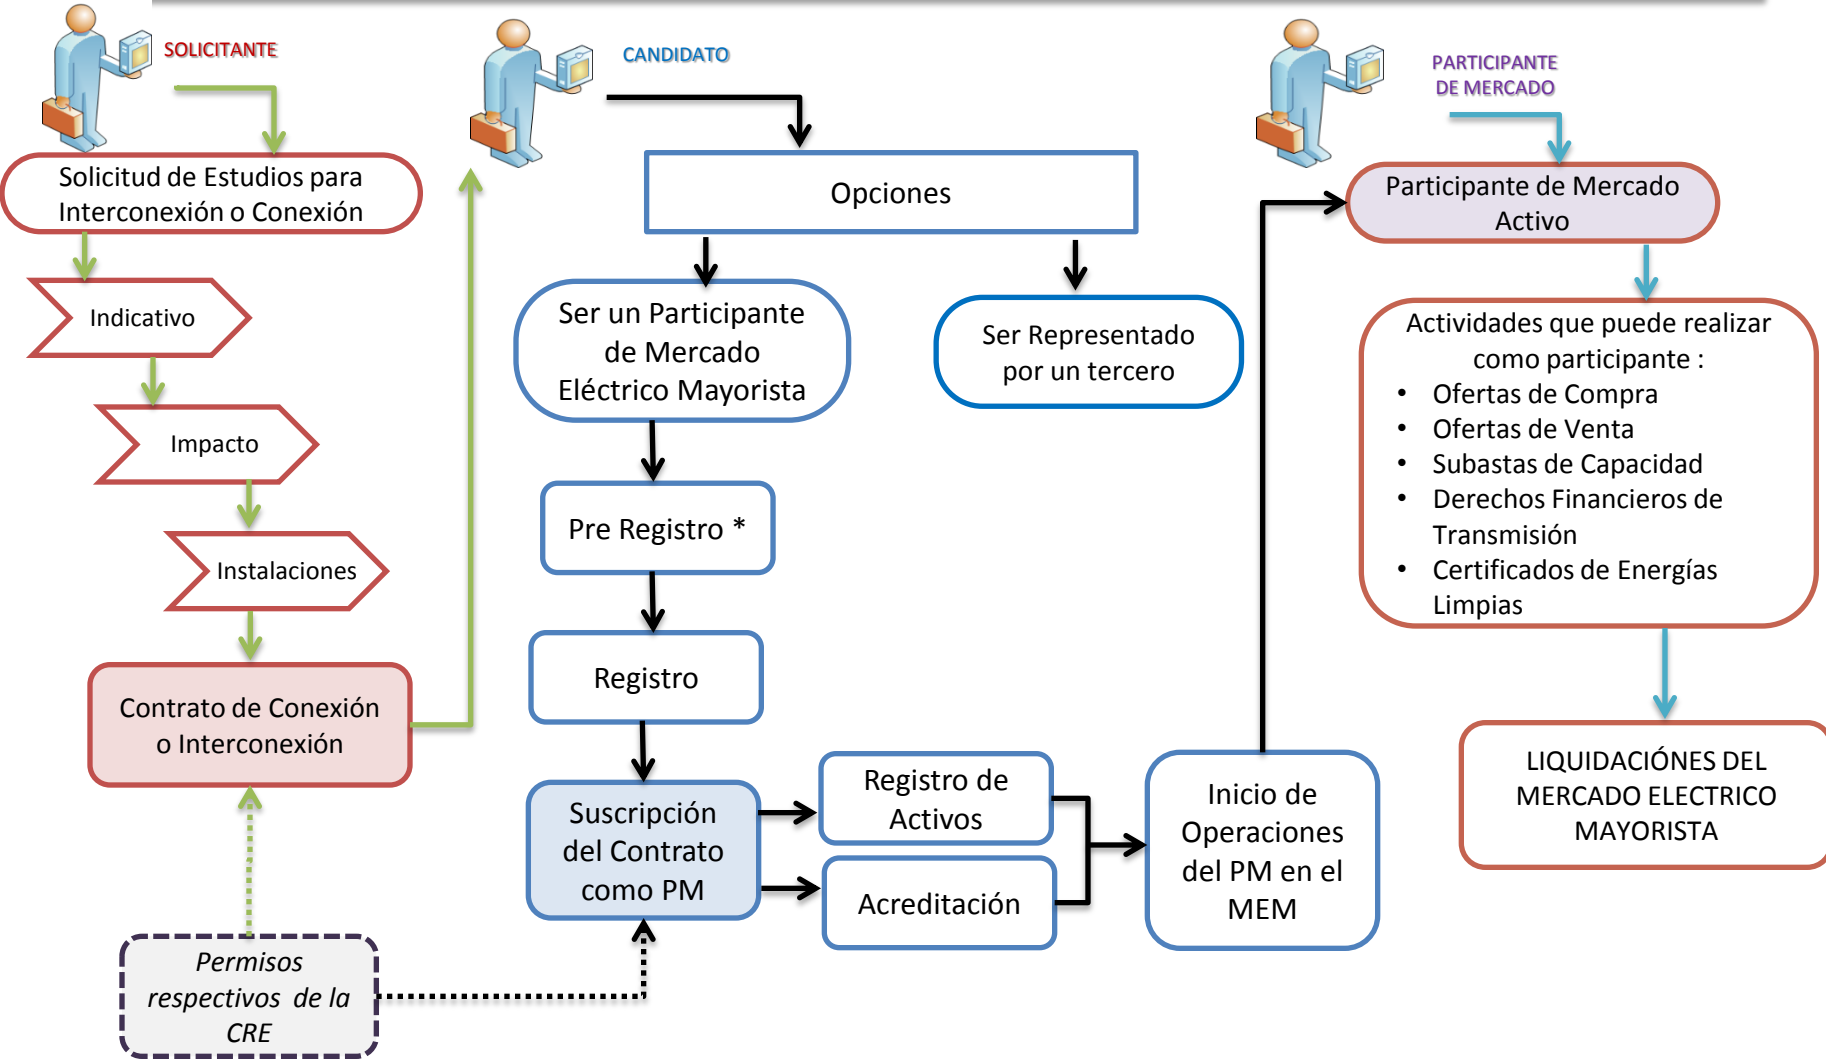 SOLICITANTE
Solicitud de Estudios para
Interconexión o Conexión
Indicativo
Impacto
Instalaciones
Contrato de Conexión
o Interconexión
Permisos
respectivos de la
CRE
CANDIDATO
Opciones
Ser un Participante
de Mercado
Eléctrico Mayorista
Ser Representado
por un tercero
Pre Registro *
Registro
Suscripción
del Contrato
como PM
Registro de
Activos
Acreditación
Inicio de
Operaciones
del PM en el
MEM
PARTICIPANTE
DE MERCADO
Participante de Mercado
Activo
Actividades que puede realizar
como participante :
• Ofertas de Compra
• Ofertas de Venta
• Subastas de Capacidad
• Derechos Financieros de
Transmisión
• Certificados de Energías
Limpias
LIQUIDACIÓNES DEL
MERCADO ELECTRICO
MAYORISTA